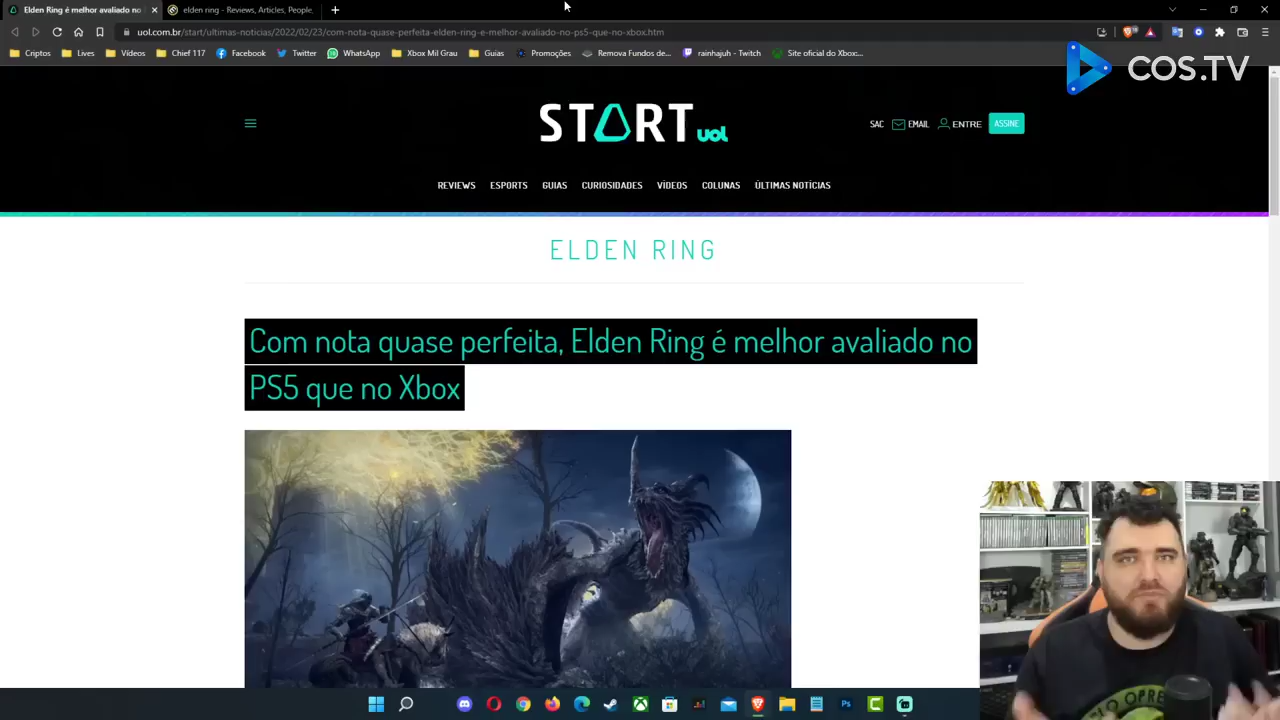 Elden Ring é melhor avaliado no
elden ring - Reviews, Articles, People,
uol.com.br/start/ultimas-noticias/2022/02/23/com-nota-quase-perfeita-elden-ring-e-melhor-avaliado-no-ps5-que-no-xbox.htm
Criptos
Lives
Vídeos
Chief 117
Facebook
Twitter
WhatsApp
Xbox Mil Grau
Guias
Promoções
Remova Fundos de...
rainhajuh - Twitch
Site oficial do Xbox:...
COS.TV
START uol
SAC
EMAIL
ENTRE
ASSINE
REVIEWS
ESPORTS
GUIAS
CURIOSIDADES
VÍDEOS
COLUNAS
ÚLTIMAS NOTÍCIAS
ELDEN RING
Com nota quase perfeita, Elden Ring é melhor avaliado no
PS5 que no Xbox